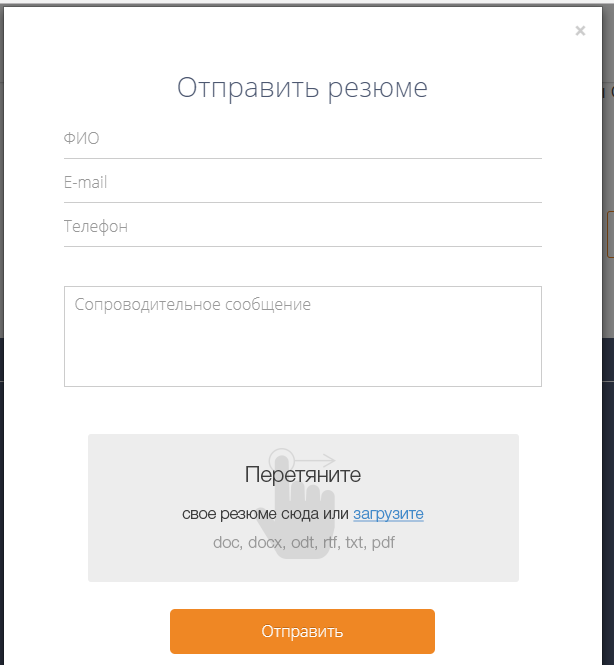 ×
Отправить резюме
ФИО
E-mail
Телефон
Сопроводительное сообщение
Перетяните
свое резюме сюда или загрузите
doc, docx, odt, rtf, txt, pdf
Отправить